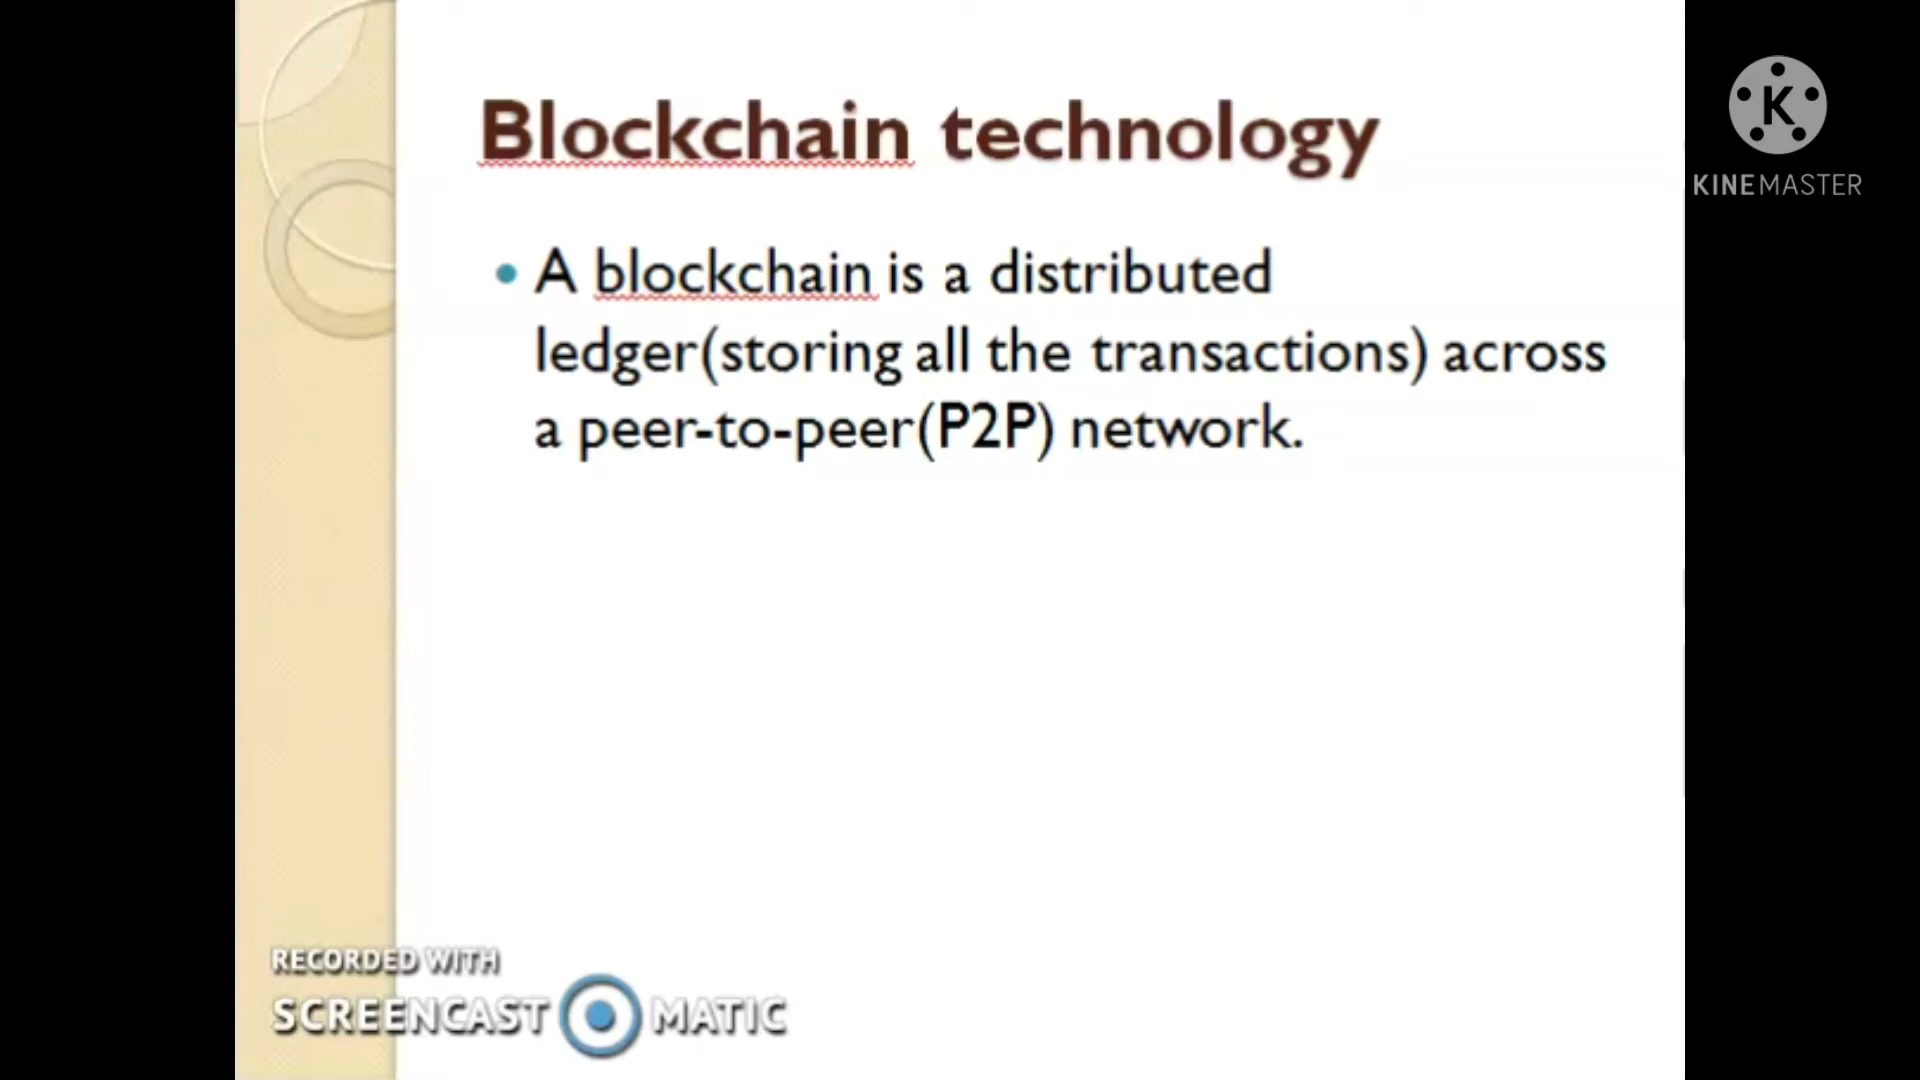 Blockchain technology
K
KINEMASTER
• A blockchain is a distributed
ledger(storing all the transactions) across
a peer-to-peer(P2P) network.
RECORDED WITH
SCREENCAST MATIC